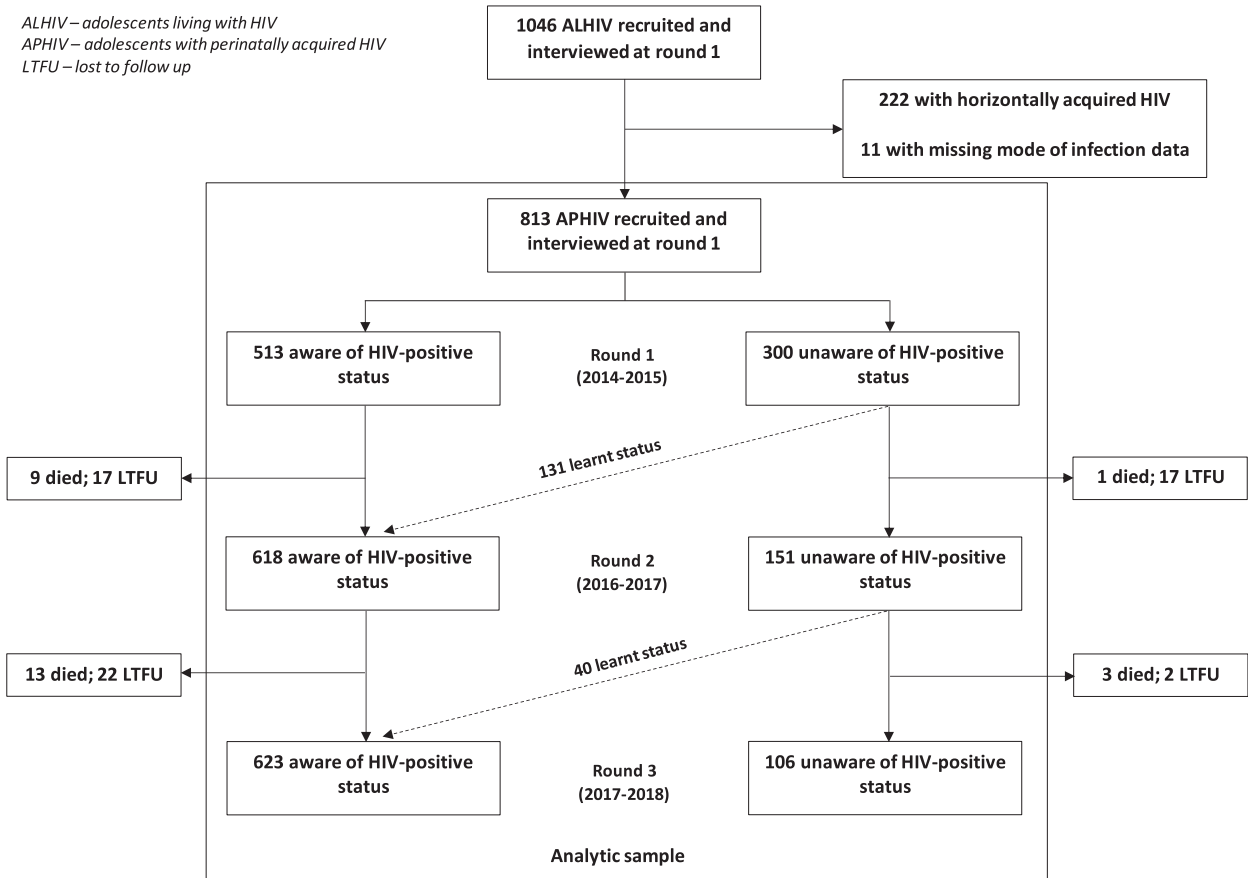 ALHIV – adolescents living with HIV
APHIV – adolescents with perinatally acquired HIV
LTFU – lost to follow up
1046 ALHIV recruited and
interviewed at round 1
222 with horizontally acquired HIV
11 with missing mode of infection data
813 APHIV recruited and
interviewed at round 1
513 aware of HIV-positive
status
Round 1
(2014-2015)
300 unaware of HIV-positive
status
131 learnt status
9 died; 17 LTFU
1 died; 17 LTFU
618 aware of HIV-positive
status
Round 2
(2016-2017)
151 unaware of HIV-positive
status
40 learnt status
13 died; 22 LTFU
3 died; 2 LTFU
623 aware of HIV-positive
status
Round 3
(2017-2018)
106 unaware of HIV-positive
status
Analytic sample